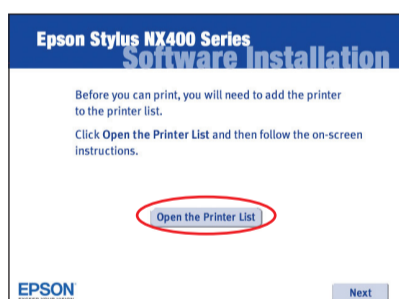 Epson Stylus NX400 Series
Software Installation
Before you can print, you will need to add the printer
to the printer list.
Click Open the Printer List and then follow the on-screen
instructions.
Open the Printer List
EPSON
Next